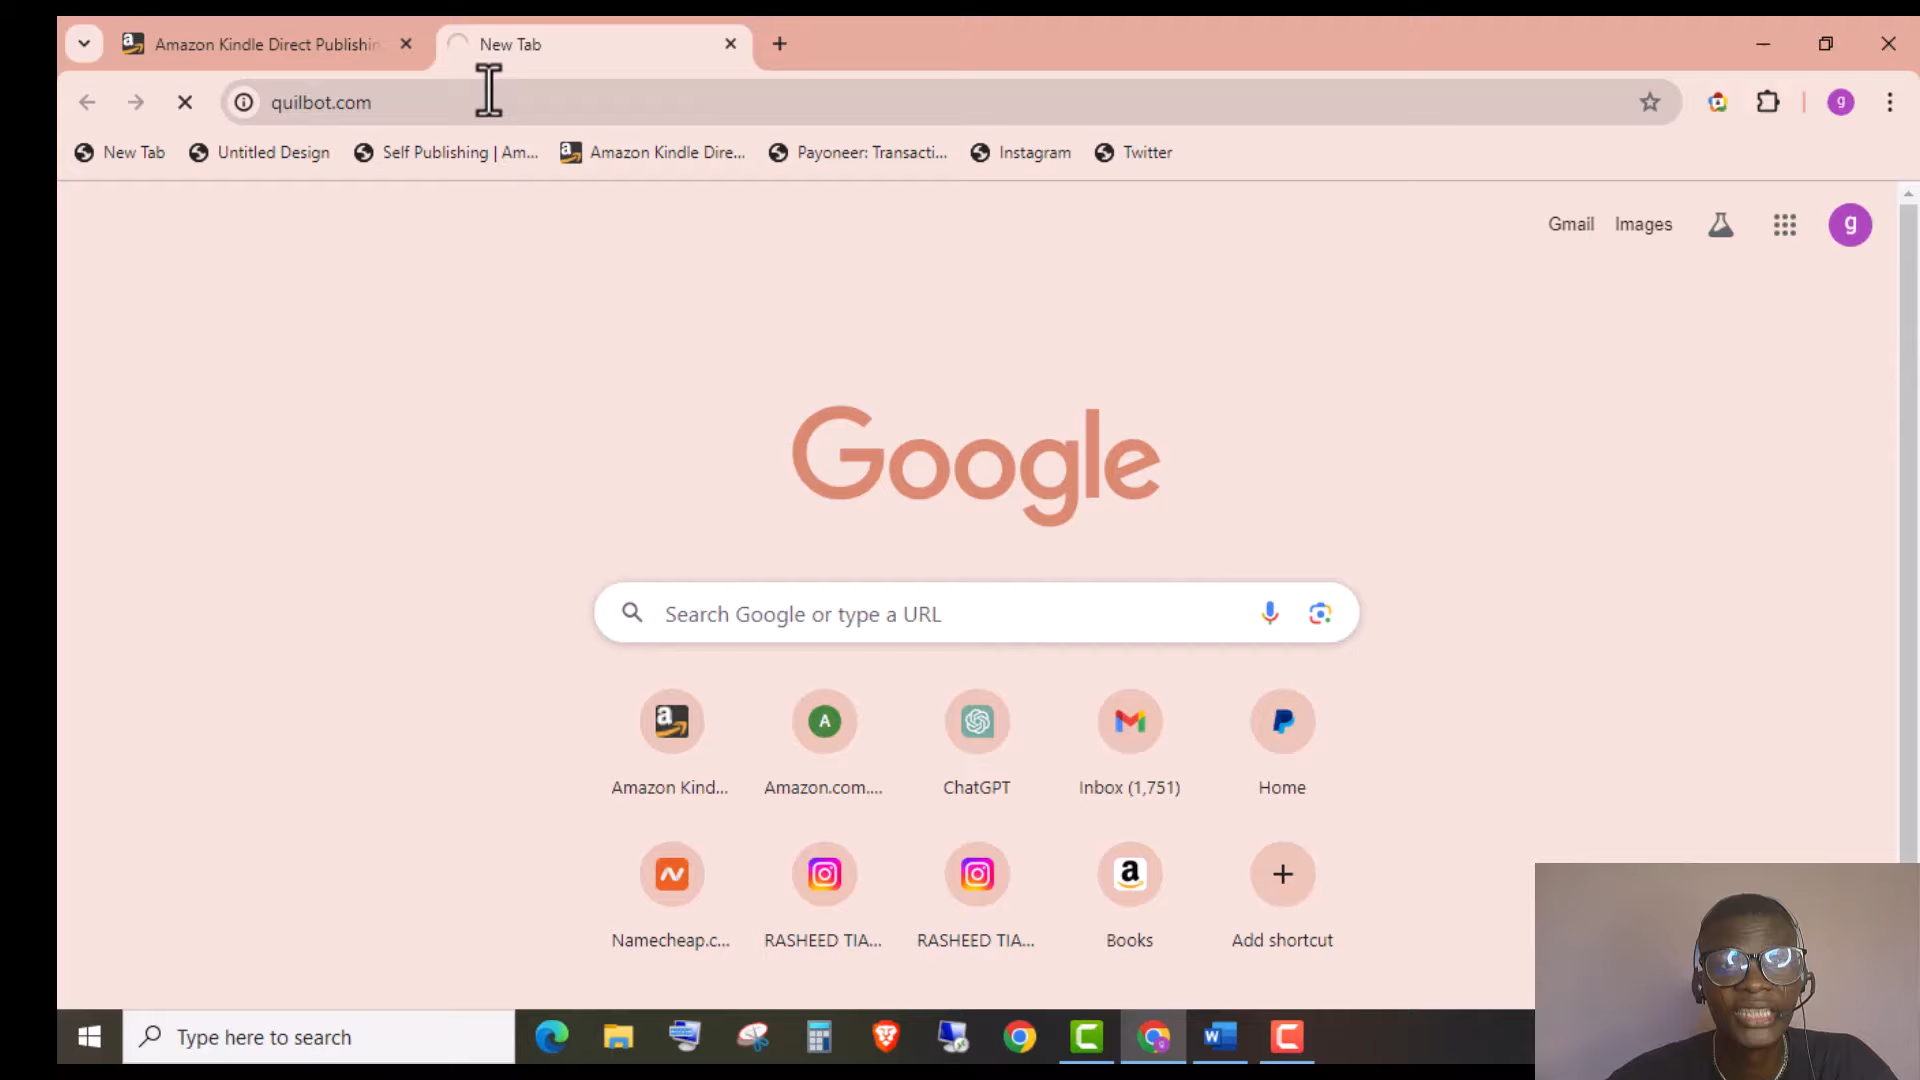 Amazon Kindle Direct Publishin
New Tab
quilbot.com
New Tab
Untitled Design
Self Publishing | Am...
Amazon Kindle Dire...
Payoneer: Transacti...
Instagram
Twitter
g
Gmail
Images
g
Google
Search Google or type a URL
Amazon Kind...
A
Amazon.com....
ChatGPT
Inbox (1,751)
Home
Namecheap.c...
RASHEED TIA...
RASHEED TIA...
Books
Add shortcut
Type here to search